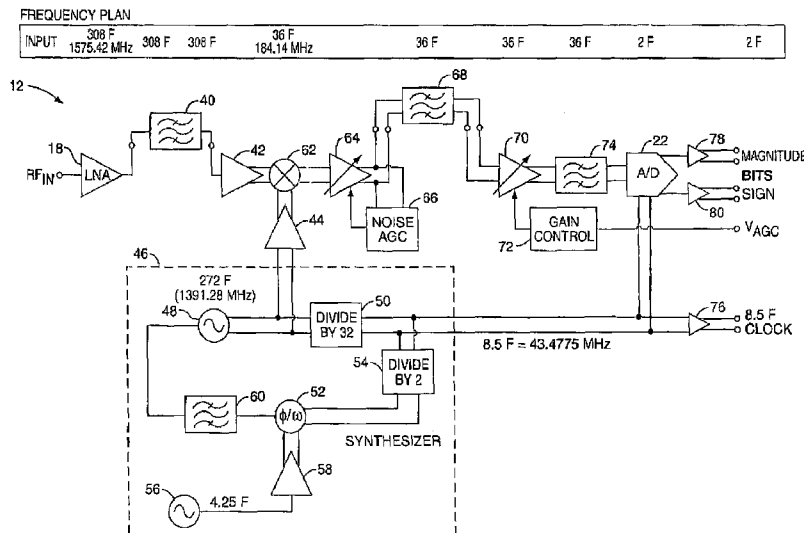 FREQUENCY PLAN
INPUT
308 F
1575.42 MHz
308 F
308 F
36 F
184.14 MHz
36 F
36 F
36 F
2 F
2 F
12
18
LNA
RFIN
40
42
62
64
66
NOISE
AGC
68
70
72
GAIN
CONTROL
74
22
A/D
78
MAGNITUDE
BITS
SIGN
80
VAGC
44
46
272 F
(1391.28 MHz)
48
50
DIVIDE
BY 32
54
DIVIDE
BY 2
76
8.5 F
CLOCK
8.5 F = 43.4775 MHz
60
52
ϕ/ω
SYNTHESIZER
58
56
4.25 F